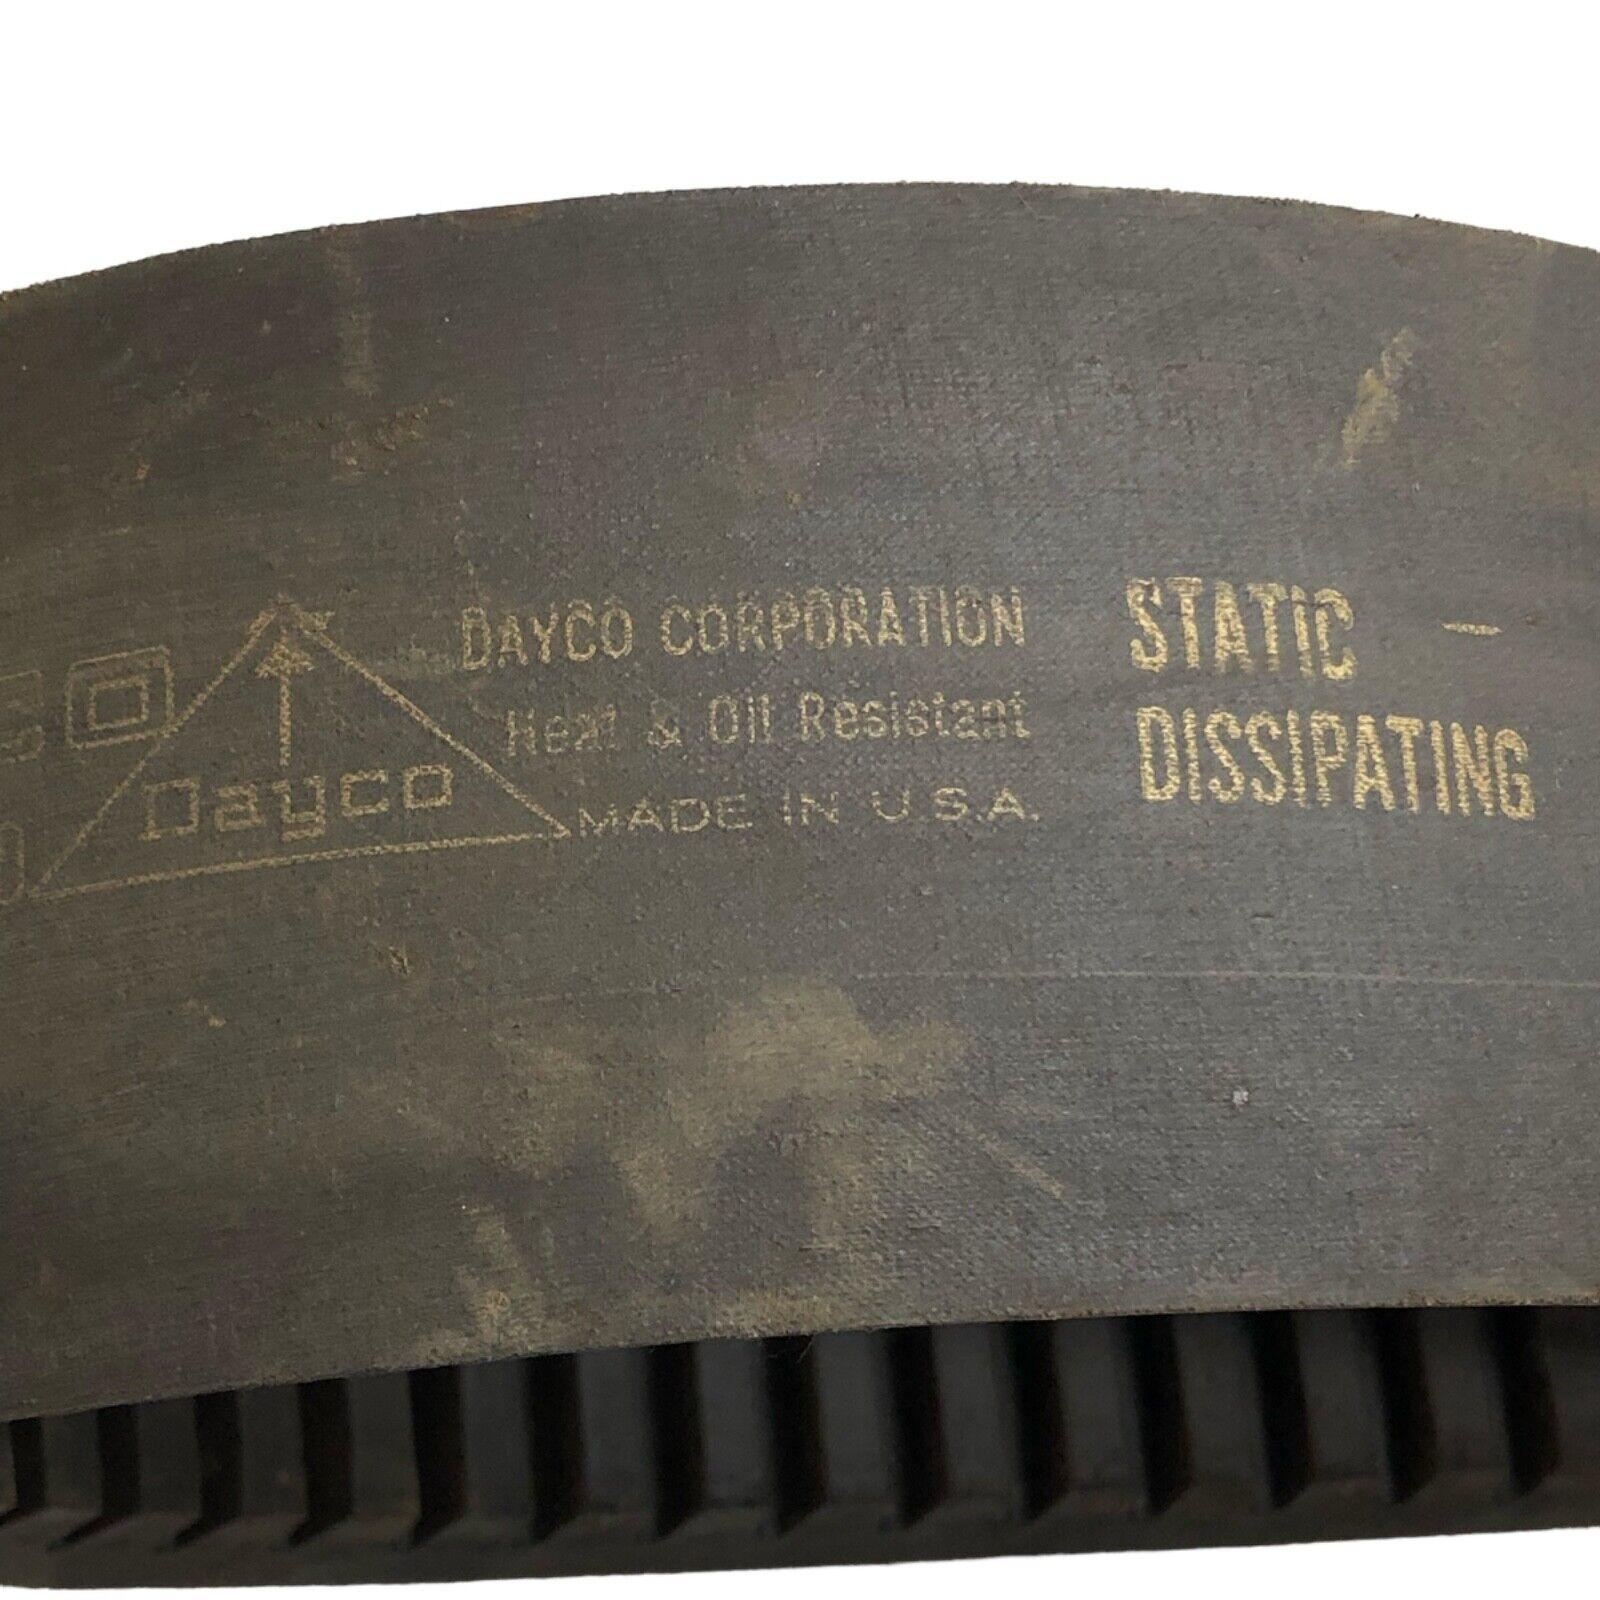 Dayco
DAYCO CORPORATION
Heat & Oil Resistant
MADE IN U.S.A.
STATIC -
DISSIPATING